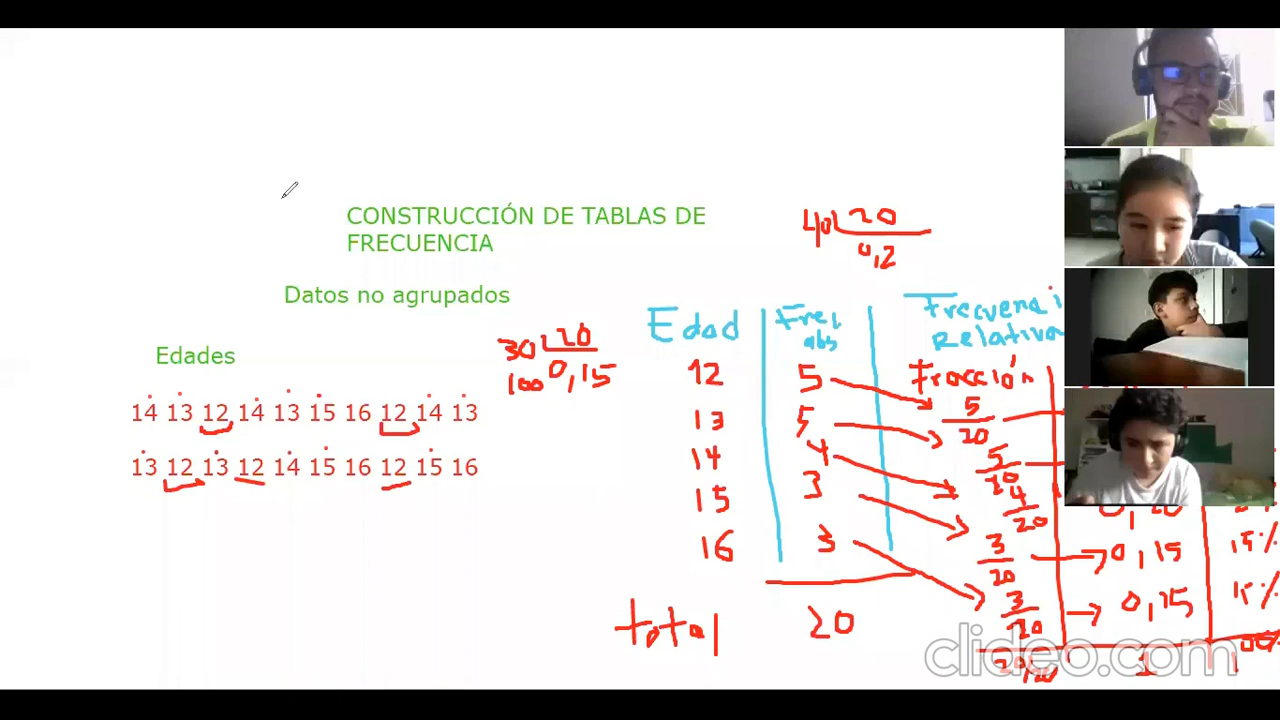 CONSTRUCCIÓN DE TABLAS DE
FRECUENCIA
Datos no agrupados
Edades
14 13 12 14 13 15 16 12 14 13
13 12 13 12 14 15 16 12 15 16
30 20
100 0,15
40 20
0,2
Edad
12
13
14
15
16
total
abs
5
5
4
3
3
20
Relativa
Fracción
5/20
5/20
4/20
3/20
3/20
20/20
0,20
0,15
0,15
1
15%
15%
clideo.com